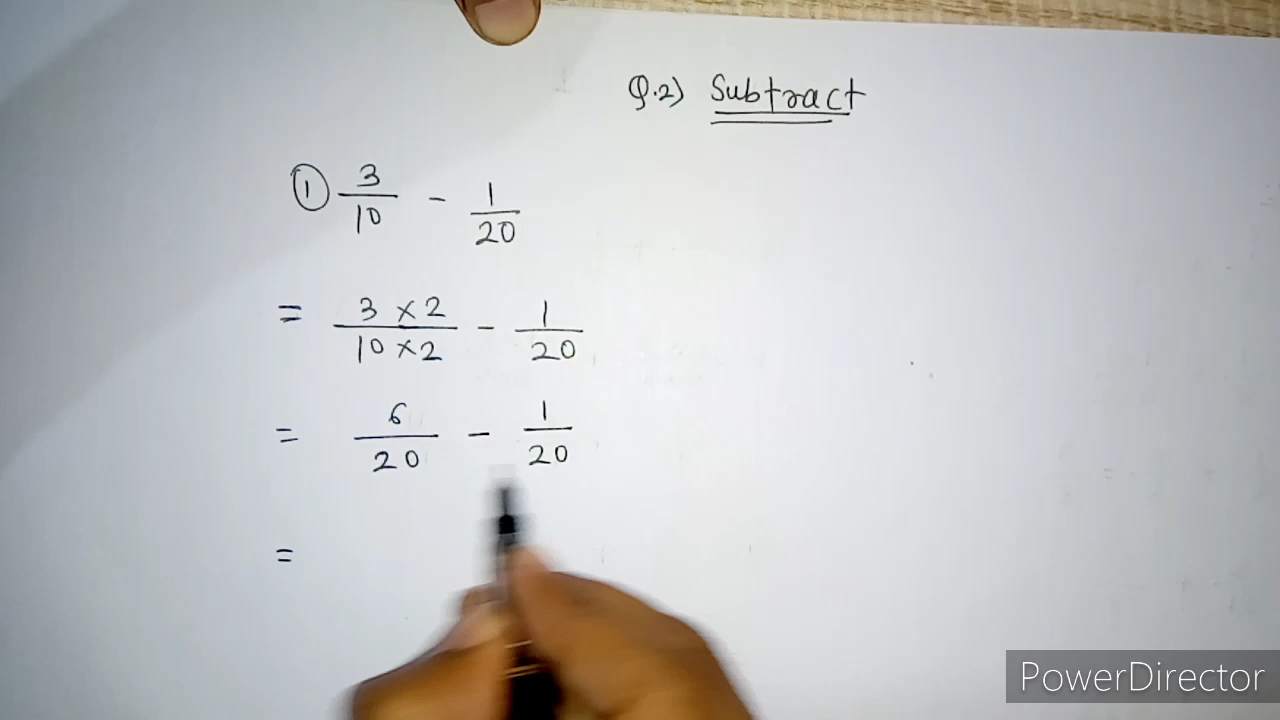 Q.2) Subtract
① 3/10 - 1/20
= 3 × 2/10 × 2 - 1/20
= 6/20 - 1/20
=
PowerDirector